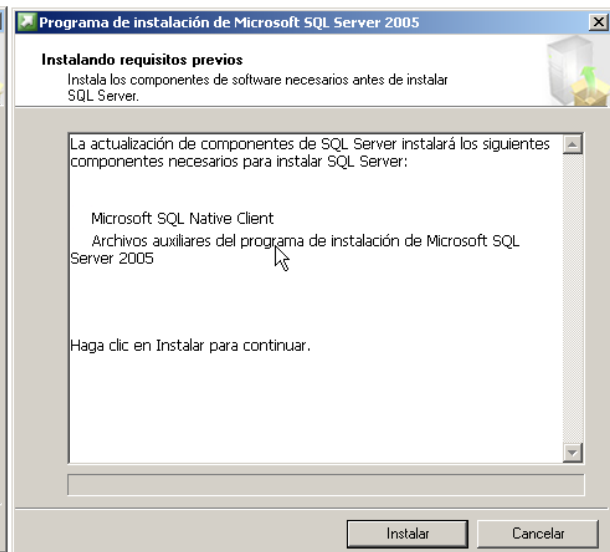 Programa de instalación de Microsoft SQL Server 2005
Instalando requisitos previos
Instala los componentes de software necesarios antes de instalar
SQL Server.
La actualización de componentes de SQL Server instalará los siguientes
componentes necesarios para instalar SQL Server:
Microsoft SQL Native Client
Archivos auxiliares del programa de instalación de Microsoft SQL
Server 2005
Haga clic en Instalar para continuar.
Instalar
Cancelar